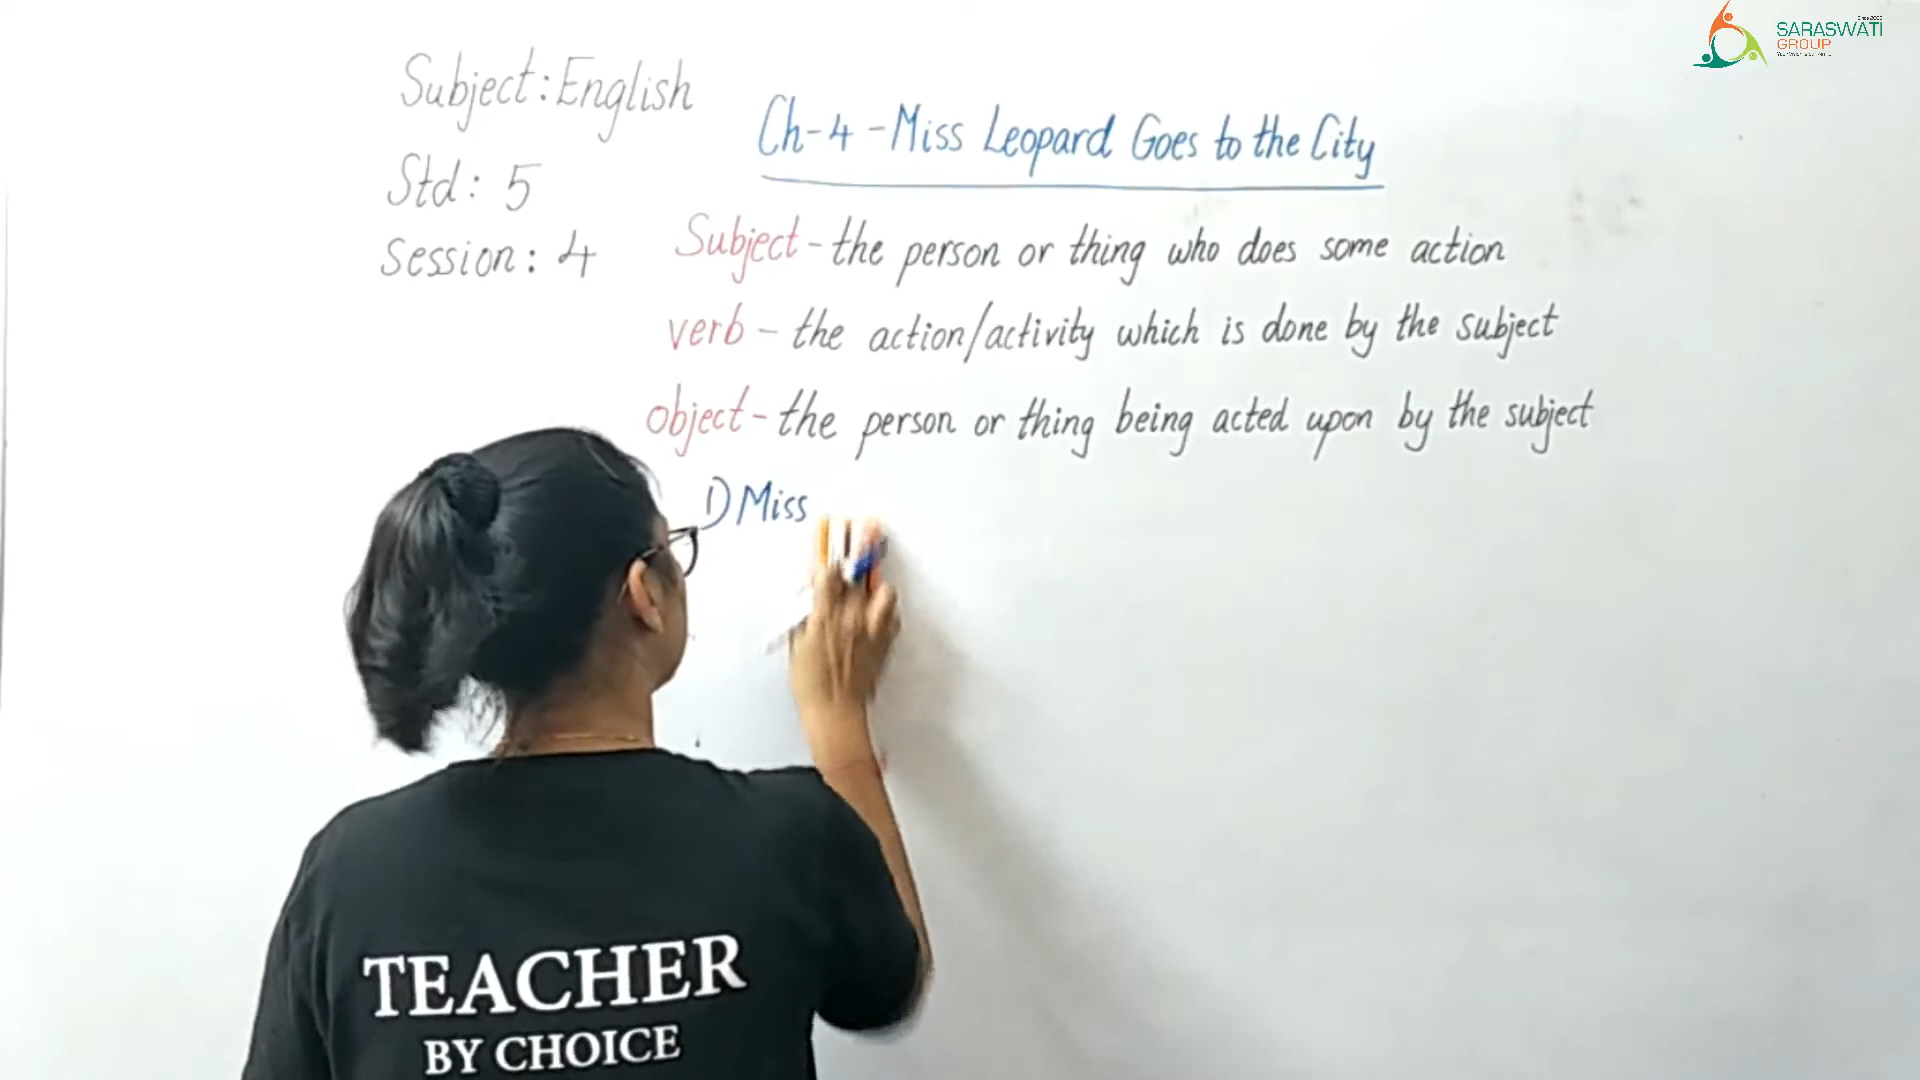 Subject: English
Std: 5
Session: 4
Ch-4-Miss Leopard Goes to the City
Subject - the person or thing who does some action
verb - the action/activity which is done by the subject
object - the person or thing being acted upon by the subject
1) Miss
TEACHER
BY CHOICE
SARASWATI
GROUP